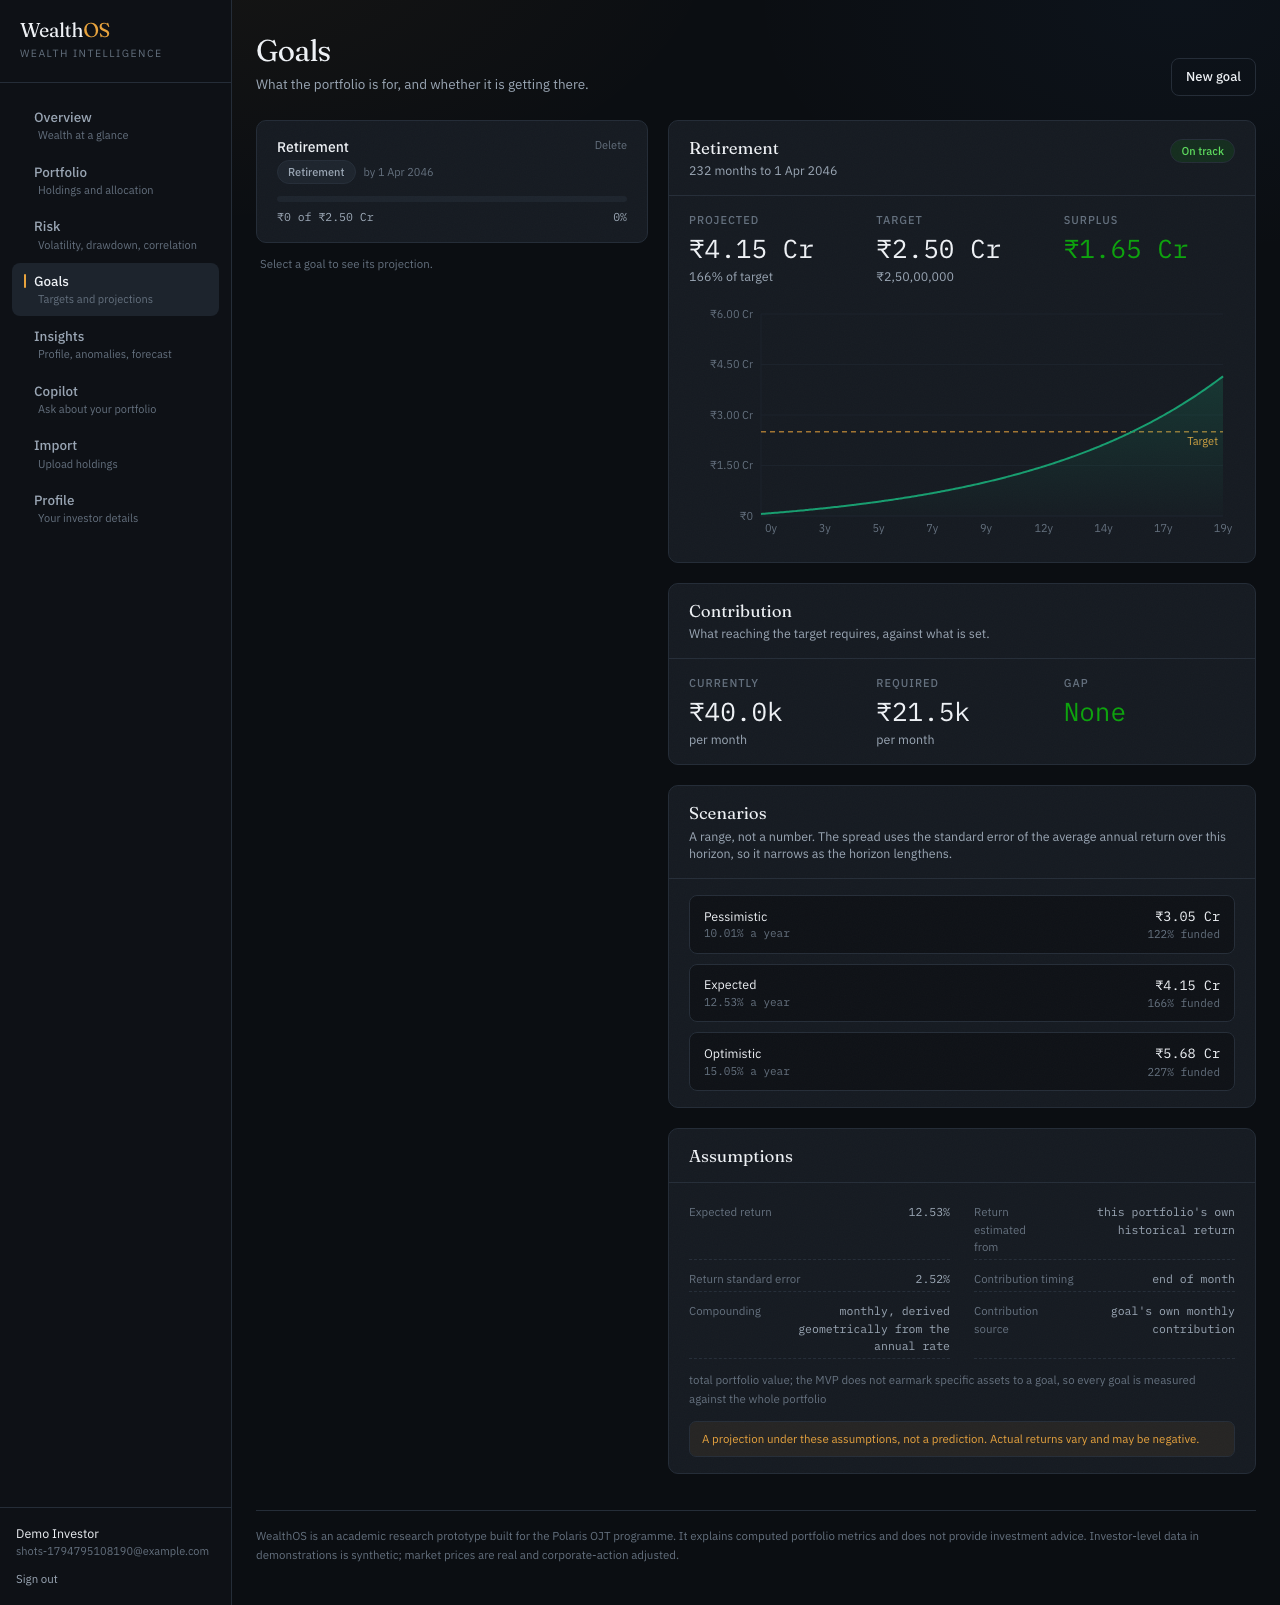 WealthOS
WEALTH INTELLIGENCE
Overview
Wealth at a glance
Portfolio
Holdings and allocation
Risk
Volatility, drawdown, correlation
Goals
Targets and projections
Insights
Profile, anomalies, forecast
Copilot
Ask about your portfolio
Import
Upload holdings
Profile
Your investor details
Demo Investor
shots-1794795108190@example.com
Sign out
Goals
What the portfolio is for, and whether it is getting there.
New goal
Retirement
Delete
Retirement by 1 Apr 2046
₹0 of ₹2.50 Cr 0%
Select a goal to see its projection.
Retirement
On track
232 months to 1 Apr 2046
PROJECTED TARGET SURPLUS
₹4.15 Cr ₹2.50 Cr ₹1.65 Cr
166% of target ₹2,50,00,000
₹6.00 Cr
₹4.50 Cr
₹3.00 Cr
Target
₹1.50 Cr
₹0
0y 3y 5y 7y 9y 12y 14y 17y 19y
Contribution
What reaching the target requires, against what is set.
CURRENTLY REQUIRED GAP
₹40.0k ₹21.5k None
per month per month
Scenarios
A range, not a number. The spread uses the standard error of the average annual return over this
horizon, so it narrows as the horizon lengthens.
Pessimistic ₹3.05 Cr
10.01% a year 122% funded
Expected ₹4.15 Cr
12.53% a year 166% funded
Optimistic ₹5.68 Cr
15.05% a year 227% funded
Assumptions
Expected return 12.53%
Return
estimated
from
this portfolio's own
historical return
Return standard error 2.52%
Contribution timing end of month
Compounding
monthly, derived
geometrically from the
annual rate
Contribution
source
goal's own monthly
contribution
total portfolio value; the MVP does not earmark specific assets to a goal, so every goal is measured
against the whole portfolio
A projection under these assumptions, not a prediction. Actual returns vary and may be negative.
WealthOS is an academic research prototype built for the Polaris OJT programme. It explains computed portfolio metrics and does not provide investment advice. Investor-level data in
demonstrations is synthetic; market prices are real and corporate-action adjusted.